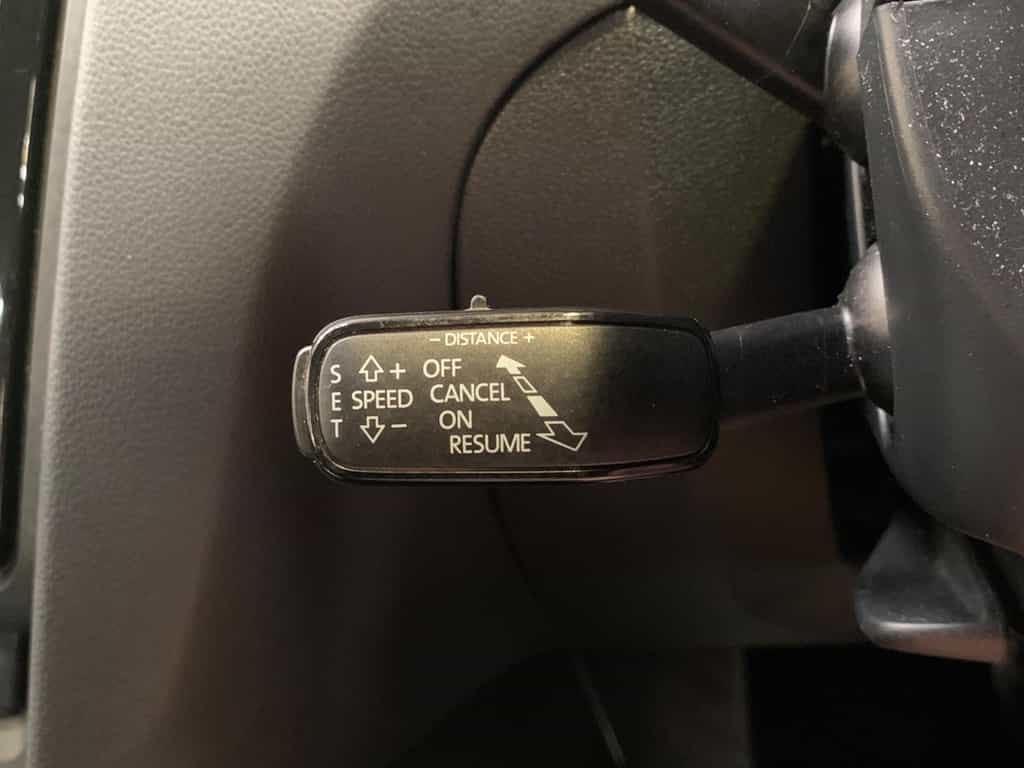 - DISTANCE +
S + OFF
E SPEED CANCEL
T - ON
RESUME